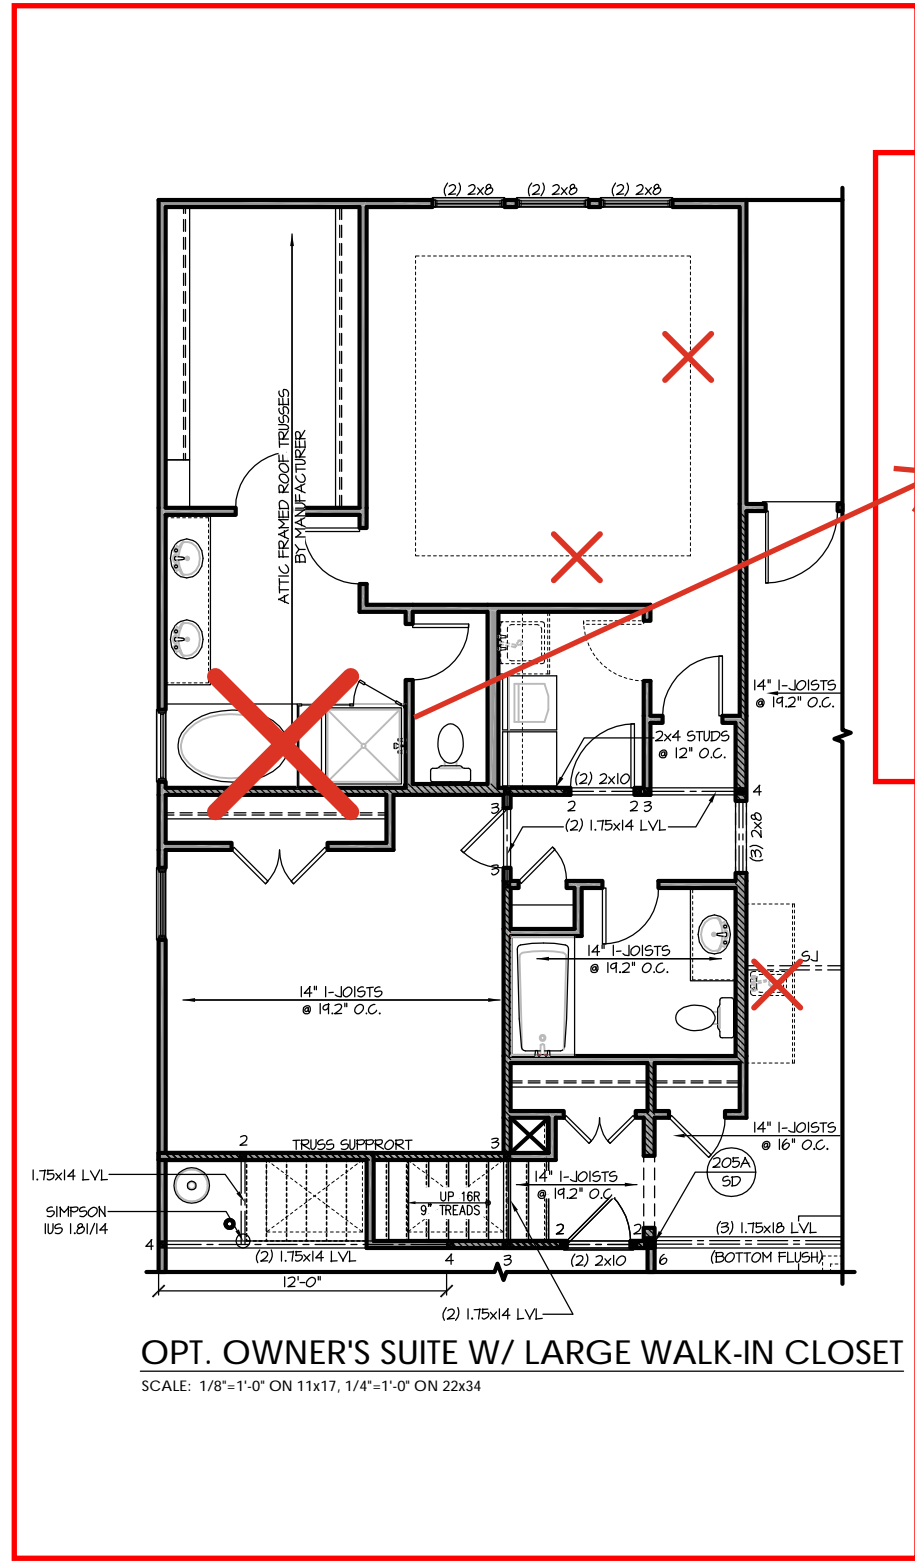 (2) 2x8
(2) 2x8
(2) 2x8
ATTIC FRAMED ROOF TRUSSES
BY MANUFACTURER
14" I-JOISTS
@ 19.2" O.C.
2x4 STUDS
@ 12" O.C.
(2) 2x10
2
2 3
4
3
(2) 1.75x14 LVL
(3) 2x8
3
14" I-JOISTS
@ 19.2" O.C.
SJ
14" I-JOISTS
@ 19.2" O.C.
2
TRUSS SUPPRORT
3
14" I-JOISTS
@ 16" O.C.
1.75x14 LVL
14" I-JOISTS
@ 19.2" O.C.
205A
SD
UP 16R
9" TREADS
SIMPSON
IUS 1.81/14
2
2
(3) 1.75x18 LVL
4
(2) 1.75x14 LVL
4
3
(2) 2x10
6
(BOTTOM FLUSH)
12'-0"
(2) 1.75x14 LVL
OPT. OWNER'S SUITE W/ LARGE WALK-IN CLOSET
SCALE: 1/8"=1'-0" ON 11x17, 1/4"=1'-0" ON 22x34